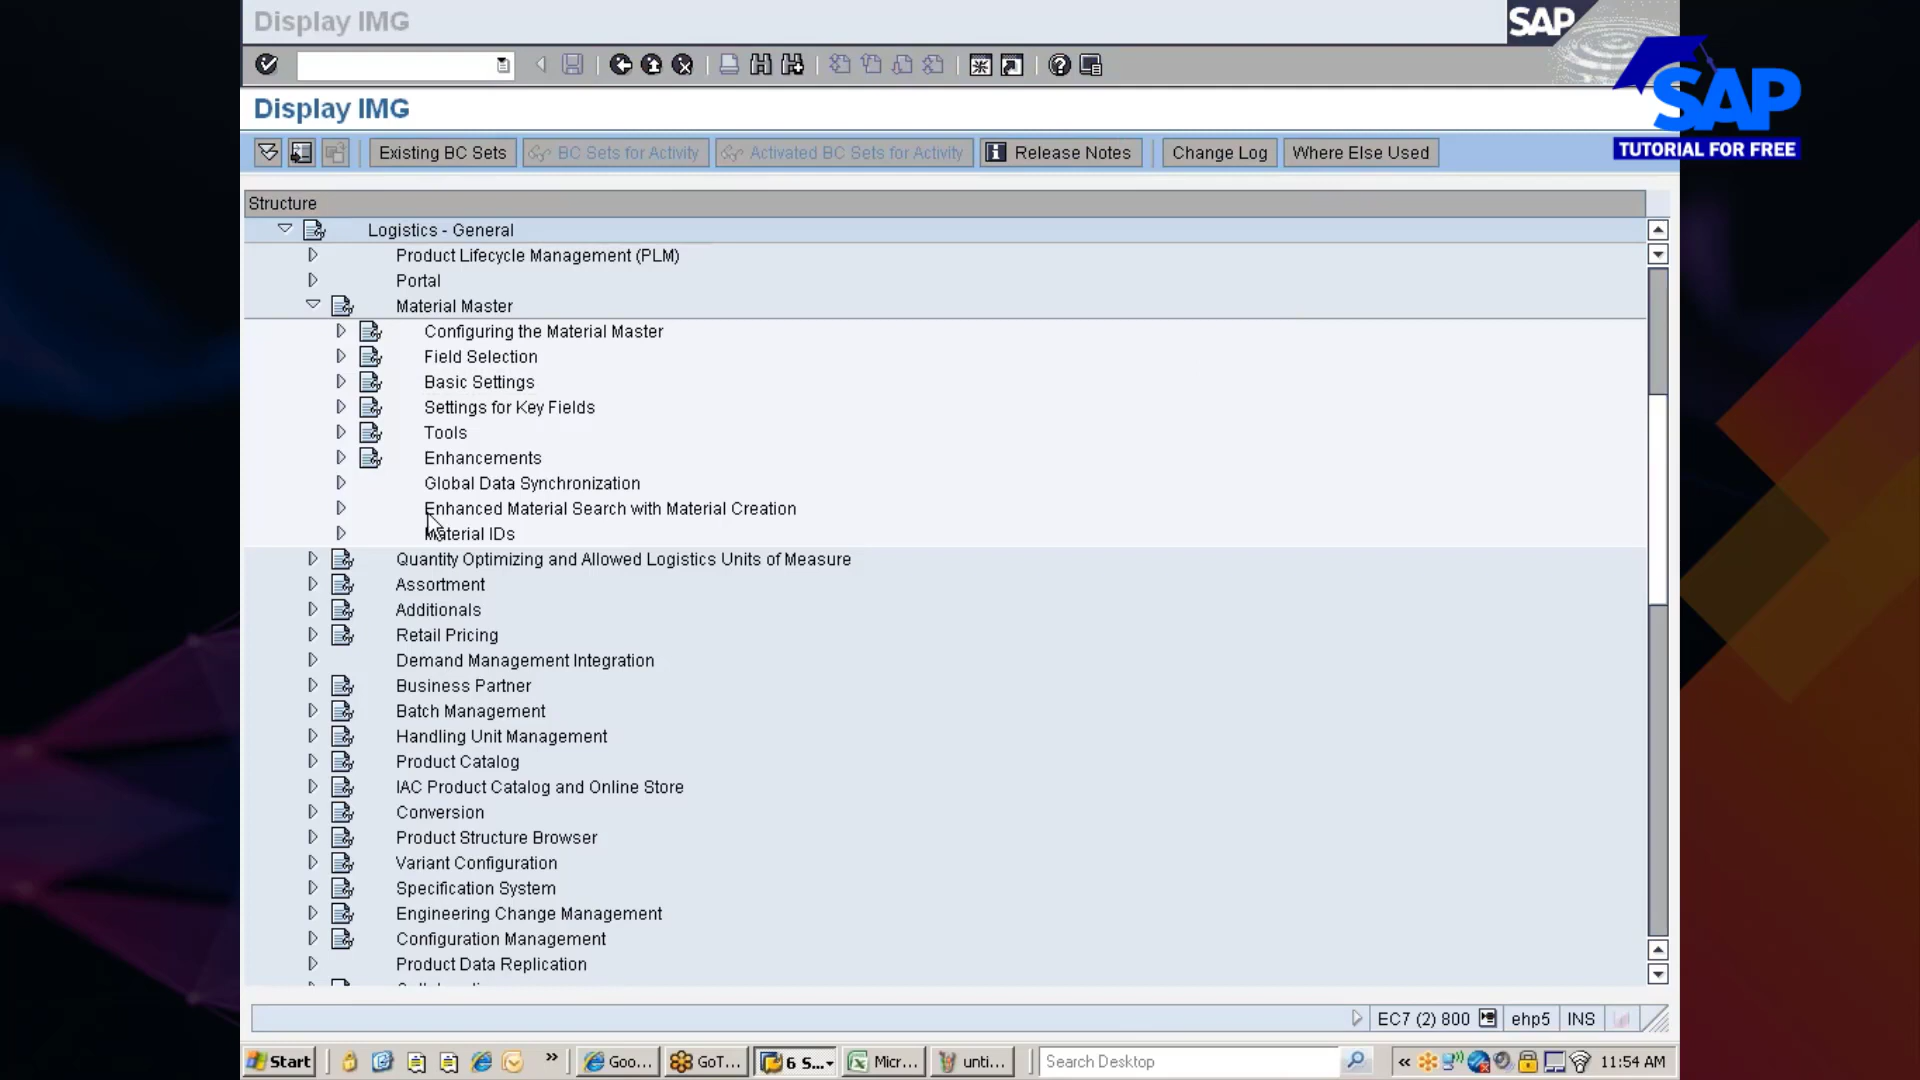 Display IMG
SAP
SAP
TUTORIAL FOR FREE
Display IMG
Existing BC Sets
BC Sets for Activity
Activated BC Sets for Activity
Release Notes
Change Log
Where Else Used
Structure
Logistics - General
Product Lifecycle Management (PLM)
Portal
Material Master
Configuring the Material Master
Field Selection
Basic Settings
Settings for Key Fields
Tools
Enhancements
Global Data Synchronization
Enhanced Material Search with Material Creation
Material IDs
Quantity Optimizing and Allowed Logistics Units of Measure
Assortment
Additionals
Retail Pricing
Demand Management Integration
Business Partner
Batch Management
Handling Unit Management
Product Catalog
IAC Product Catalog and Online Store
Conversion
Product Structure Browser
Variant Configuration
Specification System
Engineering Change Management
Configuration Management
Product Data Replication
EC7 (2) 800
ehp5
INS
Start
»
Goo...
GoT...
6 S...
Micr...
unti...
Search Desktop
«
11:54 AM